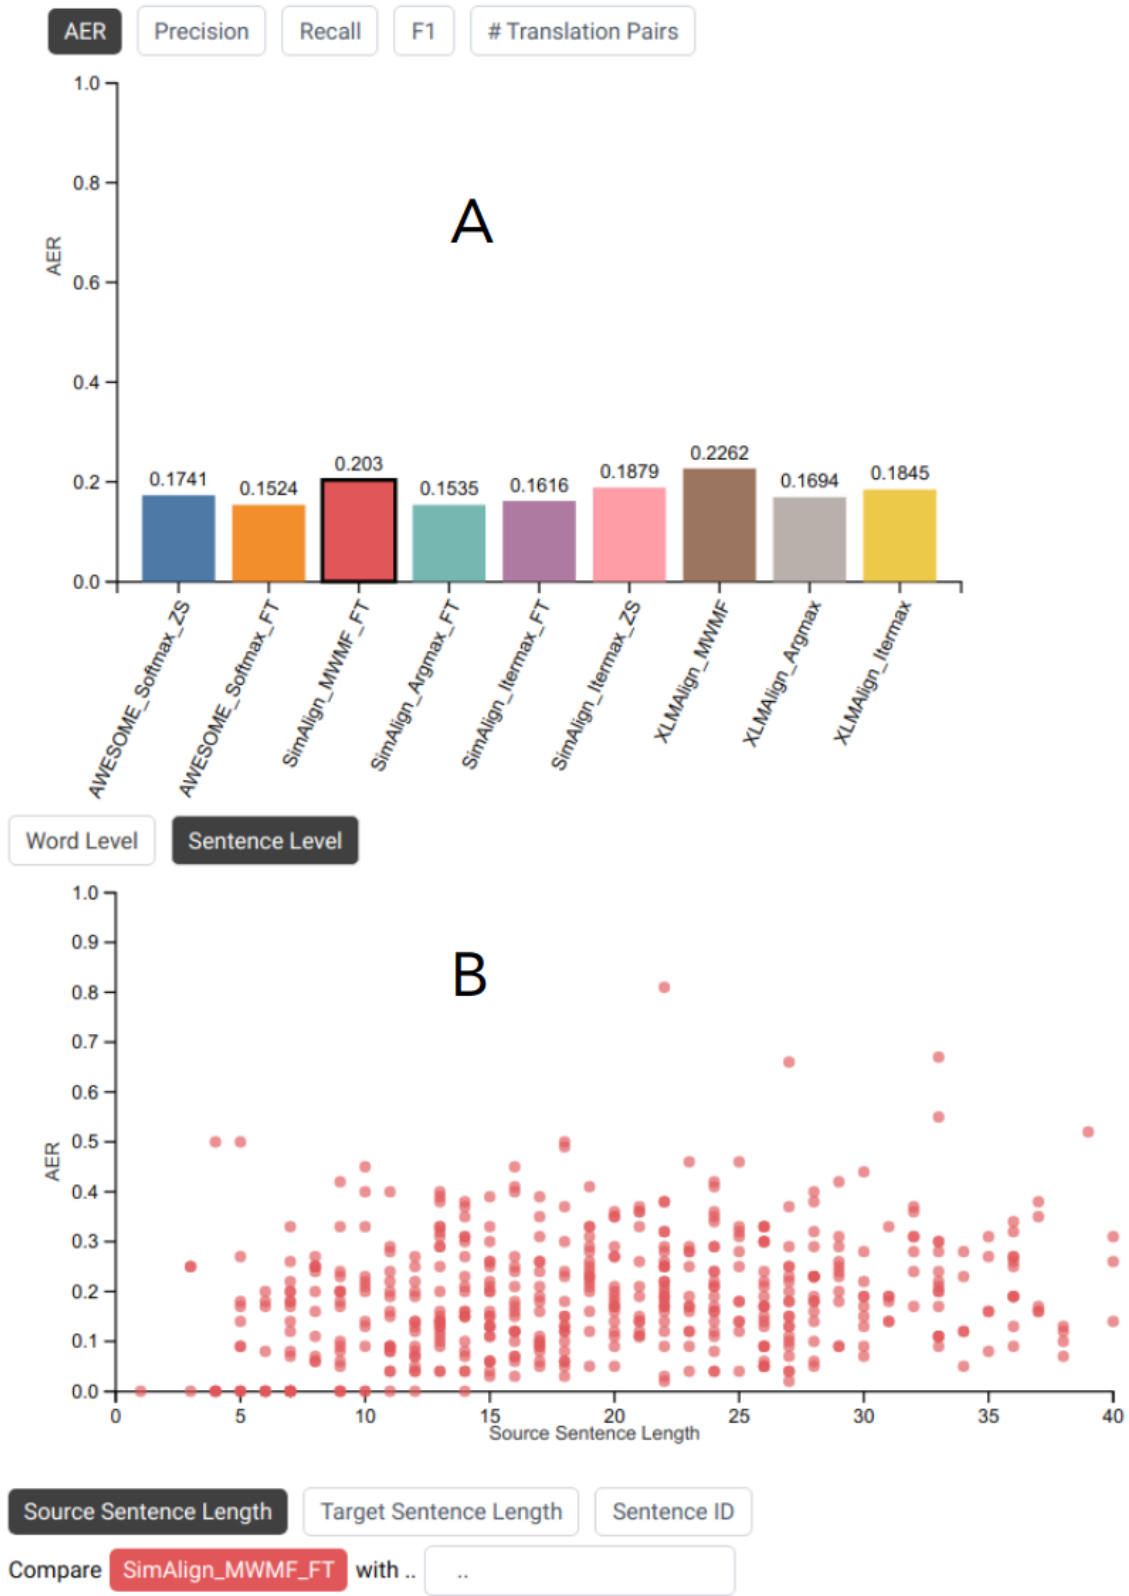 AER Precision Recall F1 # Translation Pairs
1.0
0.8
A
AER
0.6
0.4
0.2
0.0
0.1741 0.1524 0.203 0.1535 0.1616 0.1879 0.2262 0.1694 0.1845
AWESOME_Softmax_ZS
AWESOME_Softmax_FT
SimAlign_MWMF_FT
SimAlign_Argmax_FT
SimAlign_Itermax_FT
SimAlign_Itermax_ZS
XLMAlign_MWMF
XLMAlign_Argmax
XLMAlign_Itermax
Word Level Sentence Level
1.0
0.9
B
0.8
0.7
0.6
0.5
AER
0.4
0.3
0.2
0.1
0.0
0 5 10 15 20 25 30 35 40
Source Sentence Length
Source Sentence Length Target Sentence Length Sentence ID
Compare SimAlign_MWMF_FT with .. ..